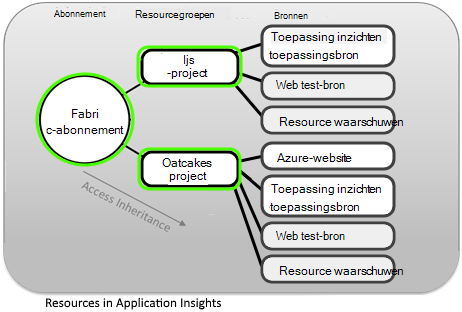 Abonnement Resourcegroepen Bronnen
Ijs
-project
Toepassing inzichten
toepassingsbron
Web test-bron
Resource waarschuwen
Fabri
c-abonnement
Oatcakes
project
Azure-website
Toepassing inzichten
toepassingsbron
Web test-bron
Resource waarschuwen
Access Inheritance
Resources in Application Insights